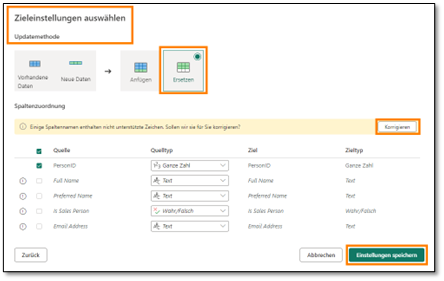 Zieleinstellungen auswählen
Updatemethode
Vorhandene Daten
Neue Daten
Anfügen
Ersetzen
Spaltenzuordnung
Einige Spaltennamen enthalten nicht unterstützte Zeichen. Sollen wir sie für Sie korrigieren?
Korrigieren
Quelle Quelltyp Ziel Zieltyp
PersonID Ganze Zahl PersonID Ganze Zahl
Full Name Text Full Name Text
Preferred Name Text Preferred Name Text
Is Sales Person Wahr/Falsch Is Sales Person Wahr/Falsch
Email Address Text Email Address Text
Zurück
Abbrechen
Einstellungen speichern